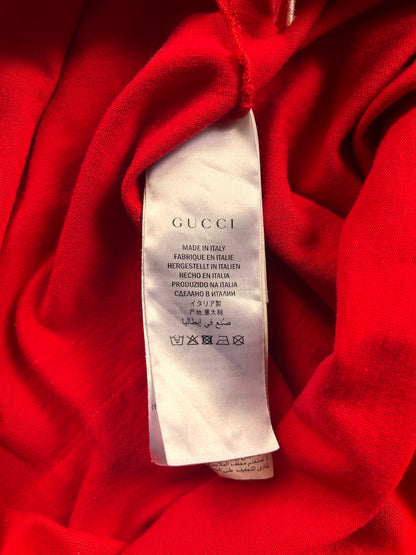 GUCCI
MADE IN ITALY
FABRIQUE EN ITALIE
HERGESTELLT IN ITALIEN
HECHO EN ITALIA
PRODUZIDO NA ITALIA
СДЕЛАНО В ИТАЛИИ
イタリア製
产地 意大利
صنع في إيطاليا